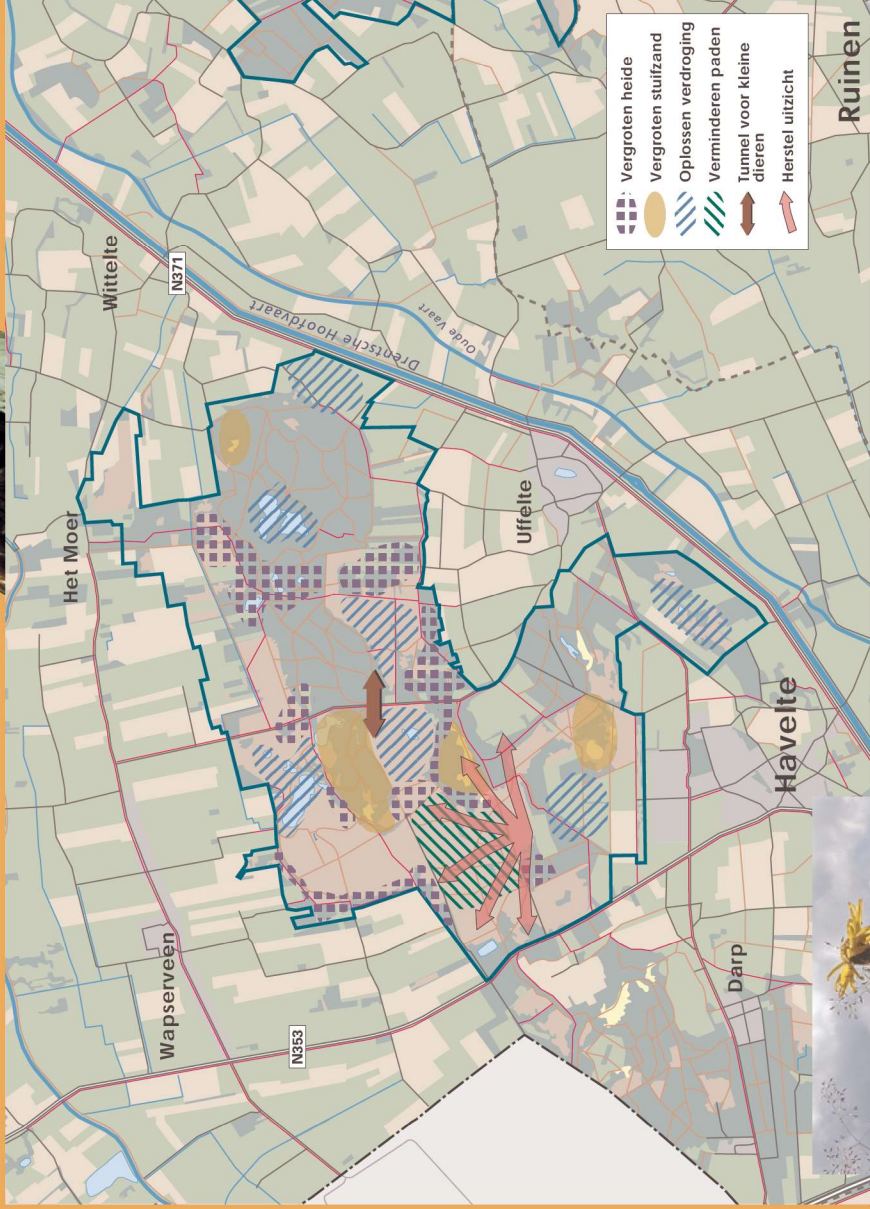 Het Moer
Wittelte
N371
Drentsche Hoofdvaart
Oude Vaart
Wapserveen
N353
Uffelte
Havelte
Darp
Ruinen
Vergroten heide
Vergroten stuifzand
Oplossen verdroging
Verminderen paden
Tunnel voor kleine
dieren
Herstel uitzicht